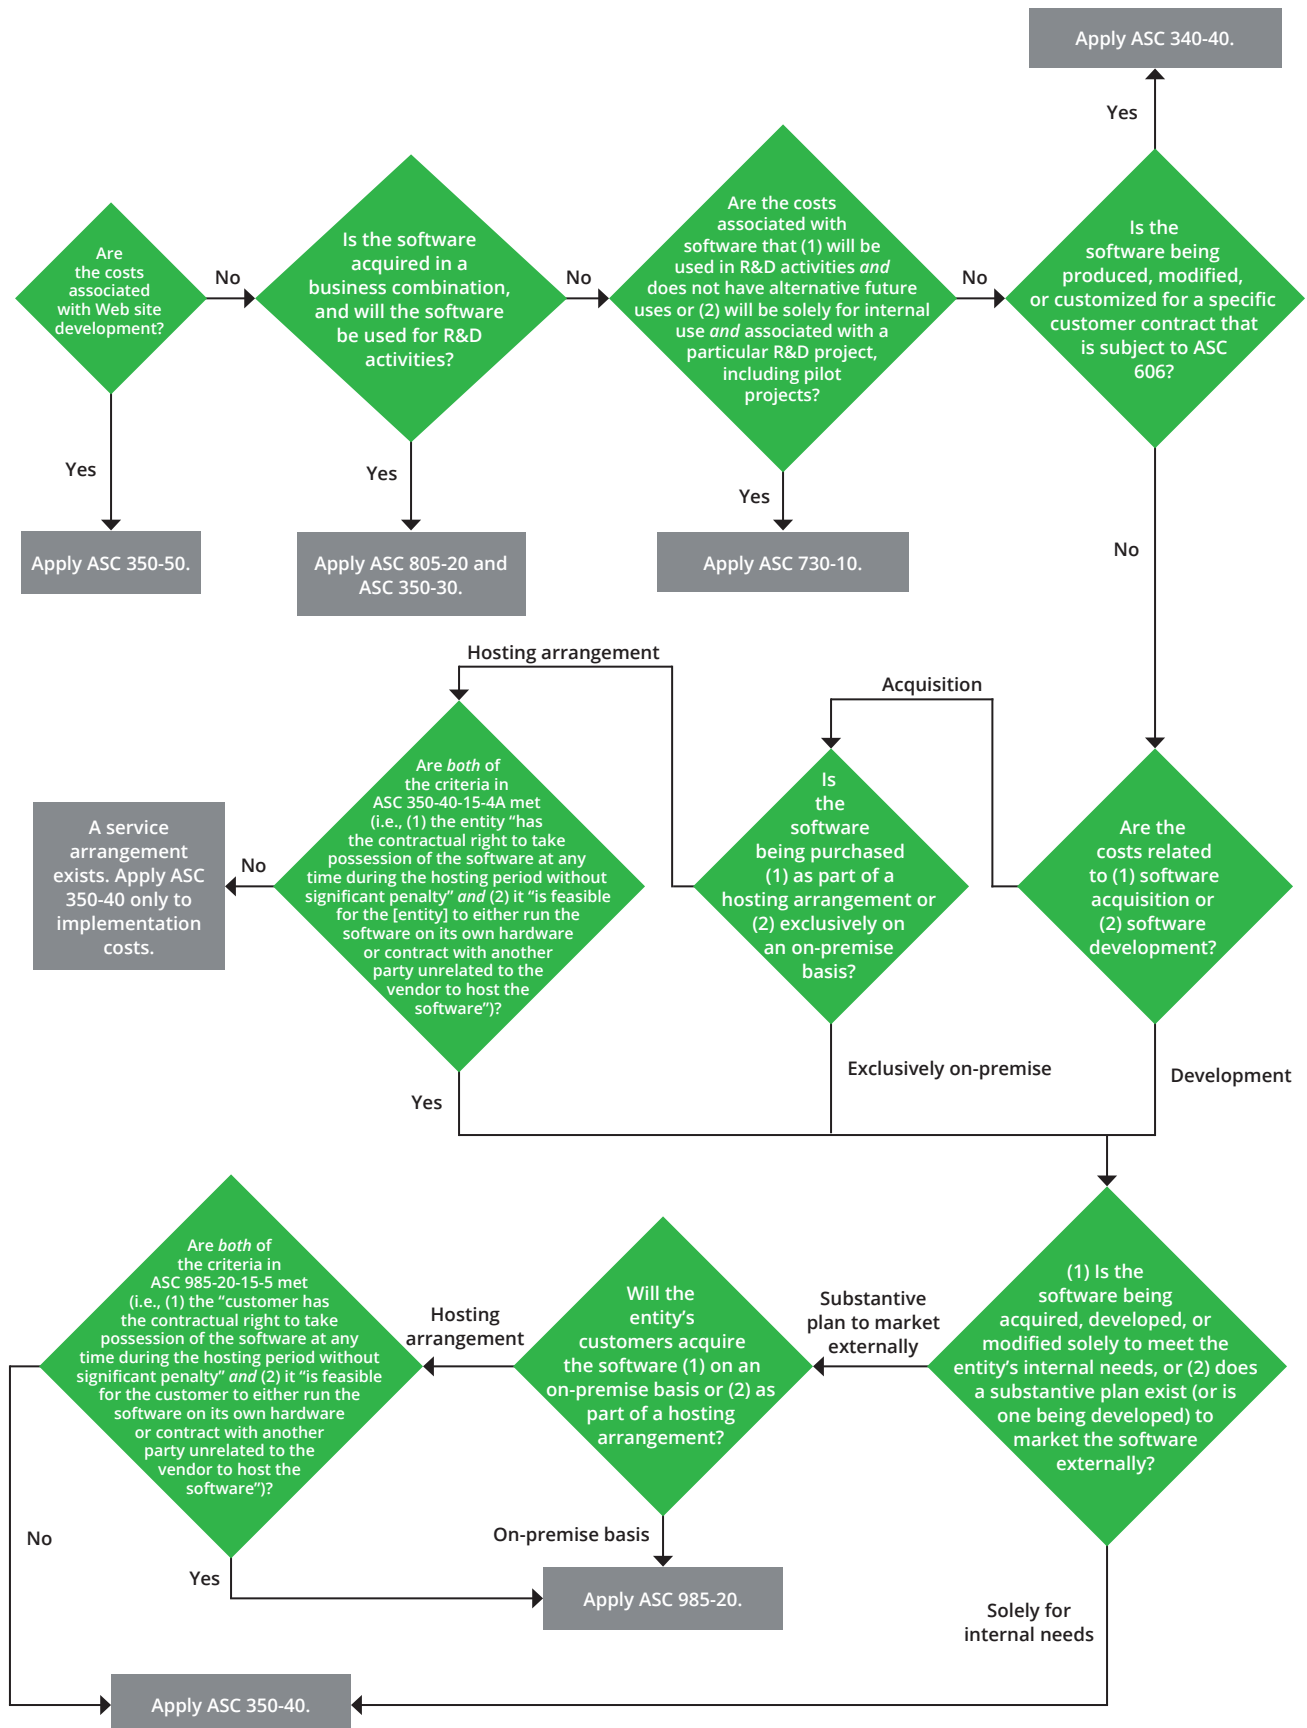 Apply ASC 340-40.
Yes
Are
the costs
associated
with Web site
development?
No
Is the software
acquired in a
business combination,
and will the software
be used for R&D
activities?
No
Are the costs
associated with
software that (1) will be
used in R&D activities and
does not have alternative future
uses or (2) will be solely for internal
use and associated with a
particular R&D project,
including pilot
projects?
No
Is the
software being
produced, modified,
or customized for a specific
customer contract that
is subject to ASC
606?
Yes
Yes
Yes
No
Apply ASC 350-50.
Apply ASC 805-20 and
ASC 350-30.
Apply ASC 730-10.
Hosting arrangement
Acquisition
A service
arrangement
exists. Apply ASC
350-40 only to
implementation
costs.
No
Are both of
the criteria in
ASC 350-40-15-4A met
(i.e., (1) the entity “has
the contractual right to take
possession of the software at any
time during the hosting period without
significant penalty” and (2) it “is feasible
for the [entity] to either run the
software on its own hardware
or contract with another
party unrelated to the
vendor to host the
software”)?
Is
the
software
being purchased
(1) as part of a
hosting arrangement or
(2) exclusively on
an on-premise
basis?
Are the
costs related
to (1) software
acquisition or
(2) software
development?
Yes
Exclusively on-premise
Development
Are both of
the criteria in
ASC 985-20-15-5 met
(i.e., (1) the “customer has
the contractual right to take
possession of the software at any
time during the hosting period without
significant penalty” and (2) it “is feasible
for the customer to either run the
software on its own hardware
or contract with another
party unrelated to the
vendor to host the
software”)?
Hosting
arrangement
Will the
entity’s
customers acquire
the software (1) on an
on-premise basis or (2) as
part of a hosting
arrangement?
Substantive
plan to market
externally
(1) Is the
software being
acquired, developed, or
modified solely to meet the
entity’s internal needs, or (2) does
a substantive plan exist (or is
one being developed) to
market the software
externally?
No
Yes
On-premise basis
Apply ASC 985-20.
Solely for
internal needs
Apply ASC 350-40.